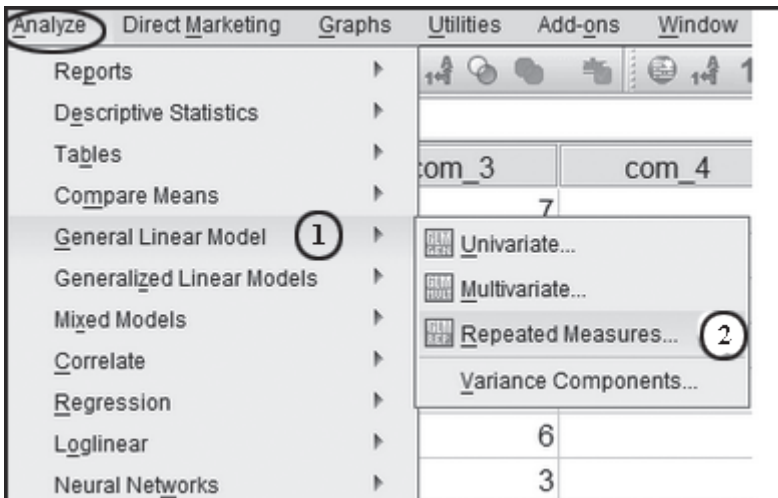 Analyze Direct Marketing Graphs Utilities Add-ons Window
Reports
Descriptive Statistics
Tables
Compare Means
General Linear Model 1
Generalized Linear Models
Mixed Models
Correlate
Regression
Loglinear
Neural Networks
com_3 com_4
7
Univariate...
Multivariate...
Repeated Measures... 2
Variance Components...
6
3